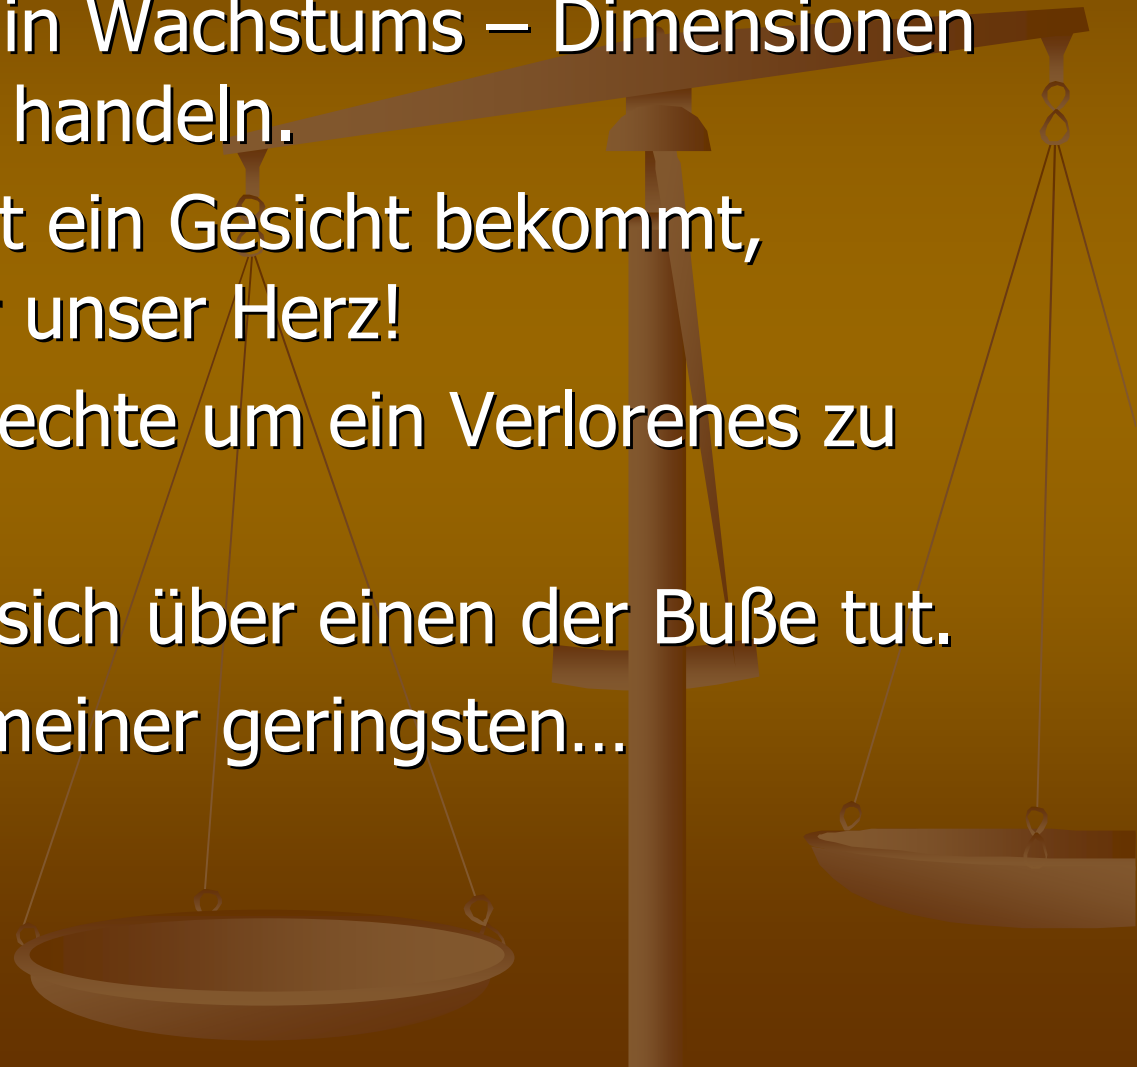 in Wachstums – Dimensionen
handeln.
t ein Gesicht bekommt,
unser Herz!
echte um ein Verlorenes zu
sich über einen der Buße tut.
meiner geringsten…